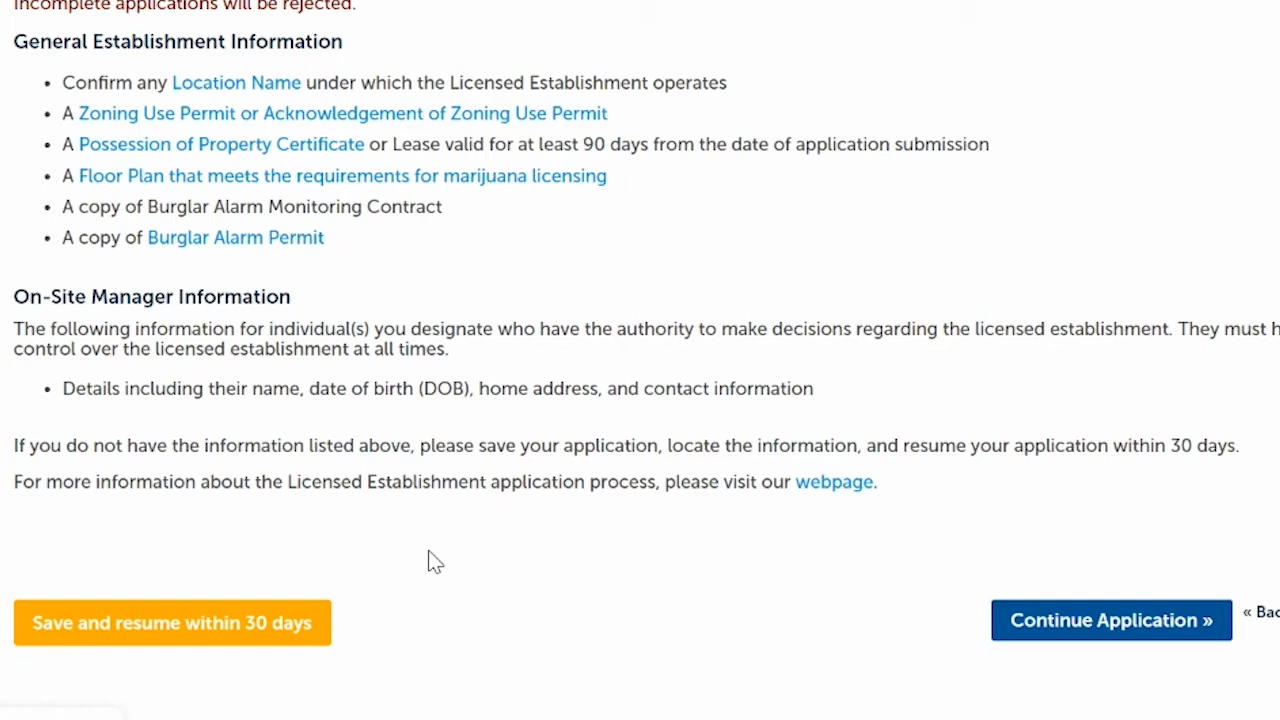 Incomplete applications will be rejected.
General Establishment Information
• Confirm any Location Name under which the Licensed Establishment operates
• A Zoning Use Permit or Acknowledgement of Zoning Use Permit
• A Possession of Property Certificate or Lease valid for at least 90 days from the date of application submission
• A Floor Plan that meets the requirements for marijuana licensing
• A copy of Burglar Alarm Monitoring Contract
• A copy of Burglar Alarm Permit
On-Site Manager Information
The following information for individual(s) you designate who have the authority to make decisions regarding the licensed establishment. They must
control over the licensed establishment at all times.
• Details including their name, date of birth (DOB), home address, and contact information
If you do not have the information listed above, please save your application, locate the information, and resume your application within 30 days.
For more information about the Licensed Establishment application process, please visit our webpage.
Save and resume within 30 days
Continue Application »
«